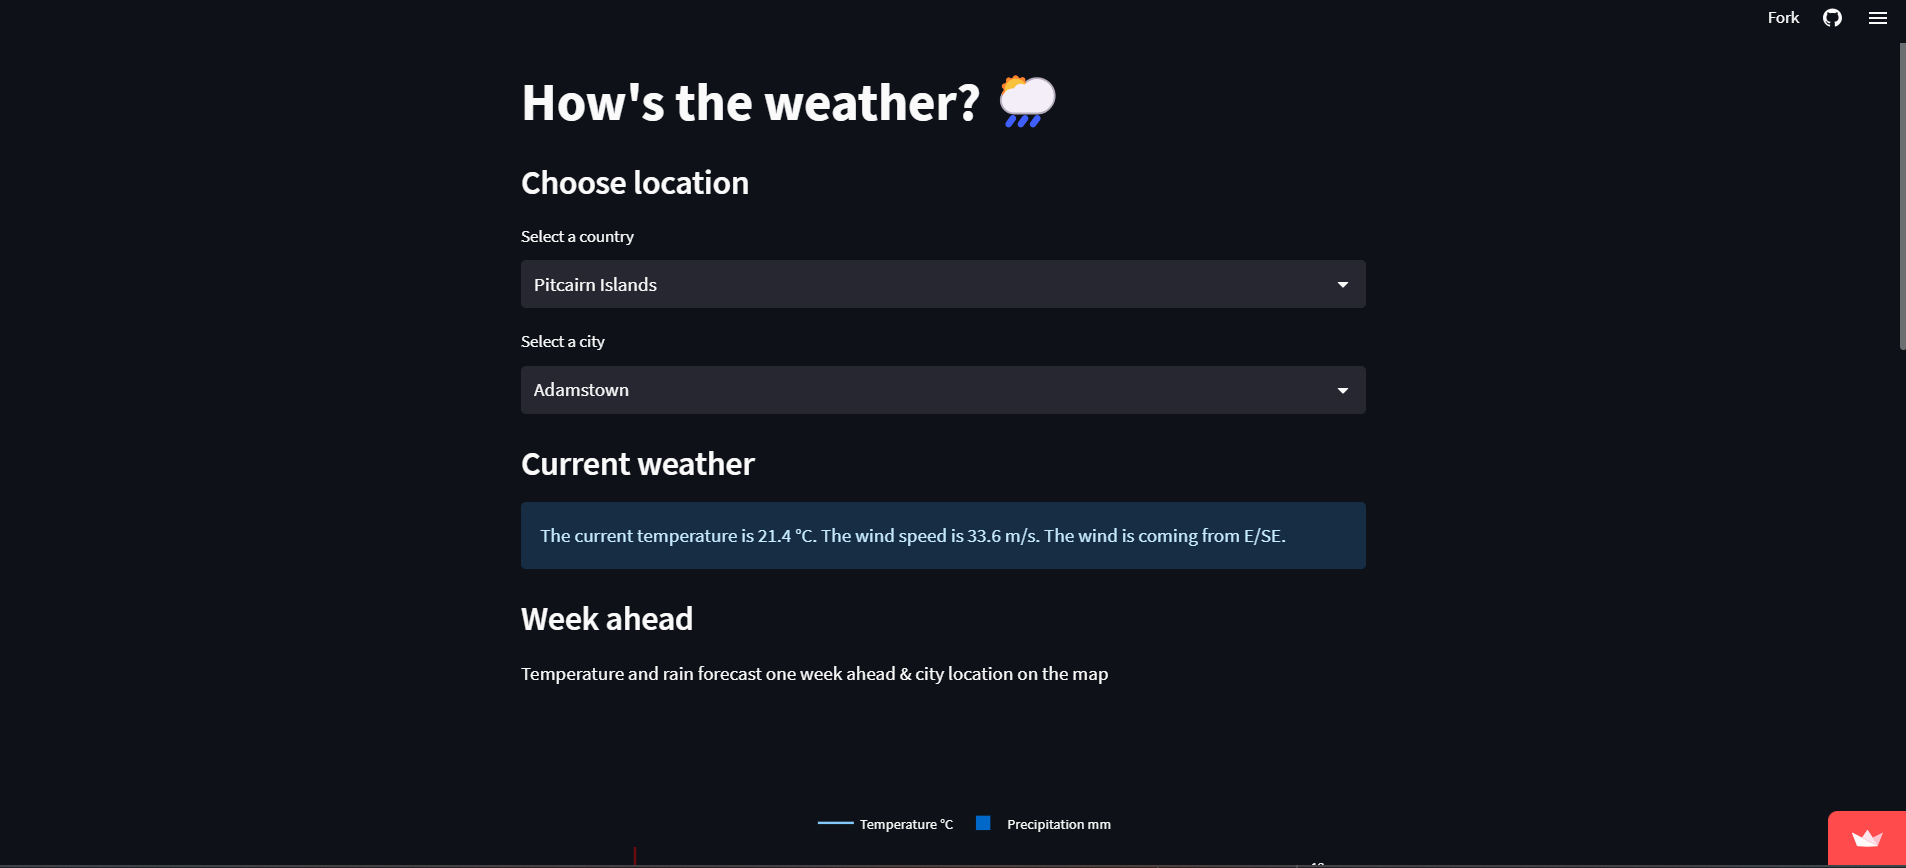 Fork
How's the weather?
Choose location
Select a country
Pitcairn Islands
Select a city
Adamstown
Current weather
The current temperature is 21.4 °C. The wind speed is 33.6 m/s. The wind is coming from E/SE.
Week ahead
Temperature and rain forecast one week ahead & city location on the map
Temperature °C Precipitation mm